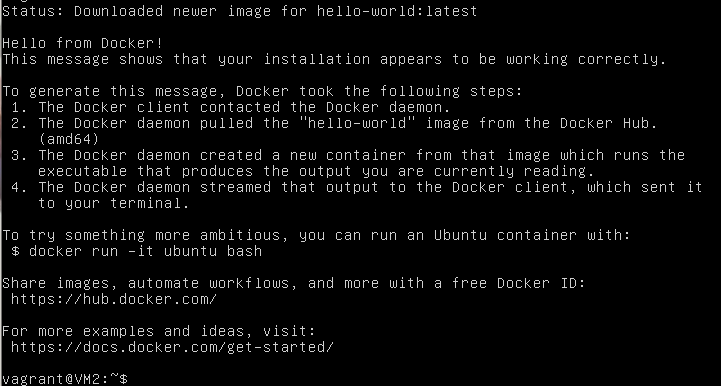 Status: Downloaded newer image for hello-world:latest
Hello from Docker!
This message shows that your installation appears to be working correctly.
To generate this message, Docker took the following steps:
1. The Docker client contacted the Docker daemon.
2. The Docker daemon pulled the "hello-world" image from the Docker Hub.
(amd64)
3. The Docker daemon created a new container from that image which runs the
executable that produces the output you are currently reading.
4. The Docker daemon streamed that output to the Docker client, which sent it
to your terminal.
To try something more ambitious, you can run an Ubuntu container with:
$ docker run -it ubuntu bash
Share images, automate workflows, and more with a free Docker ID:
https://hub.docker.com/
For more examples and ideas, visit:
https://docs.docker.com/get-started/
vagrant@VM2:~$